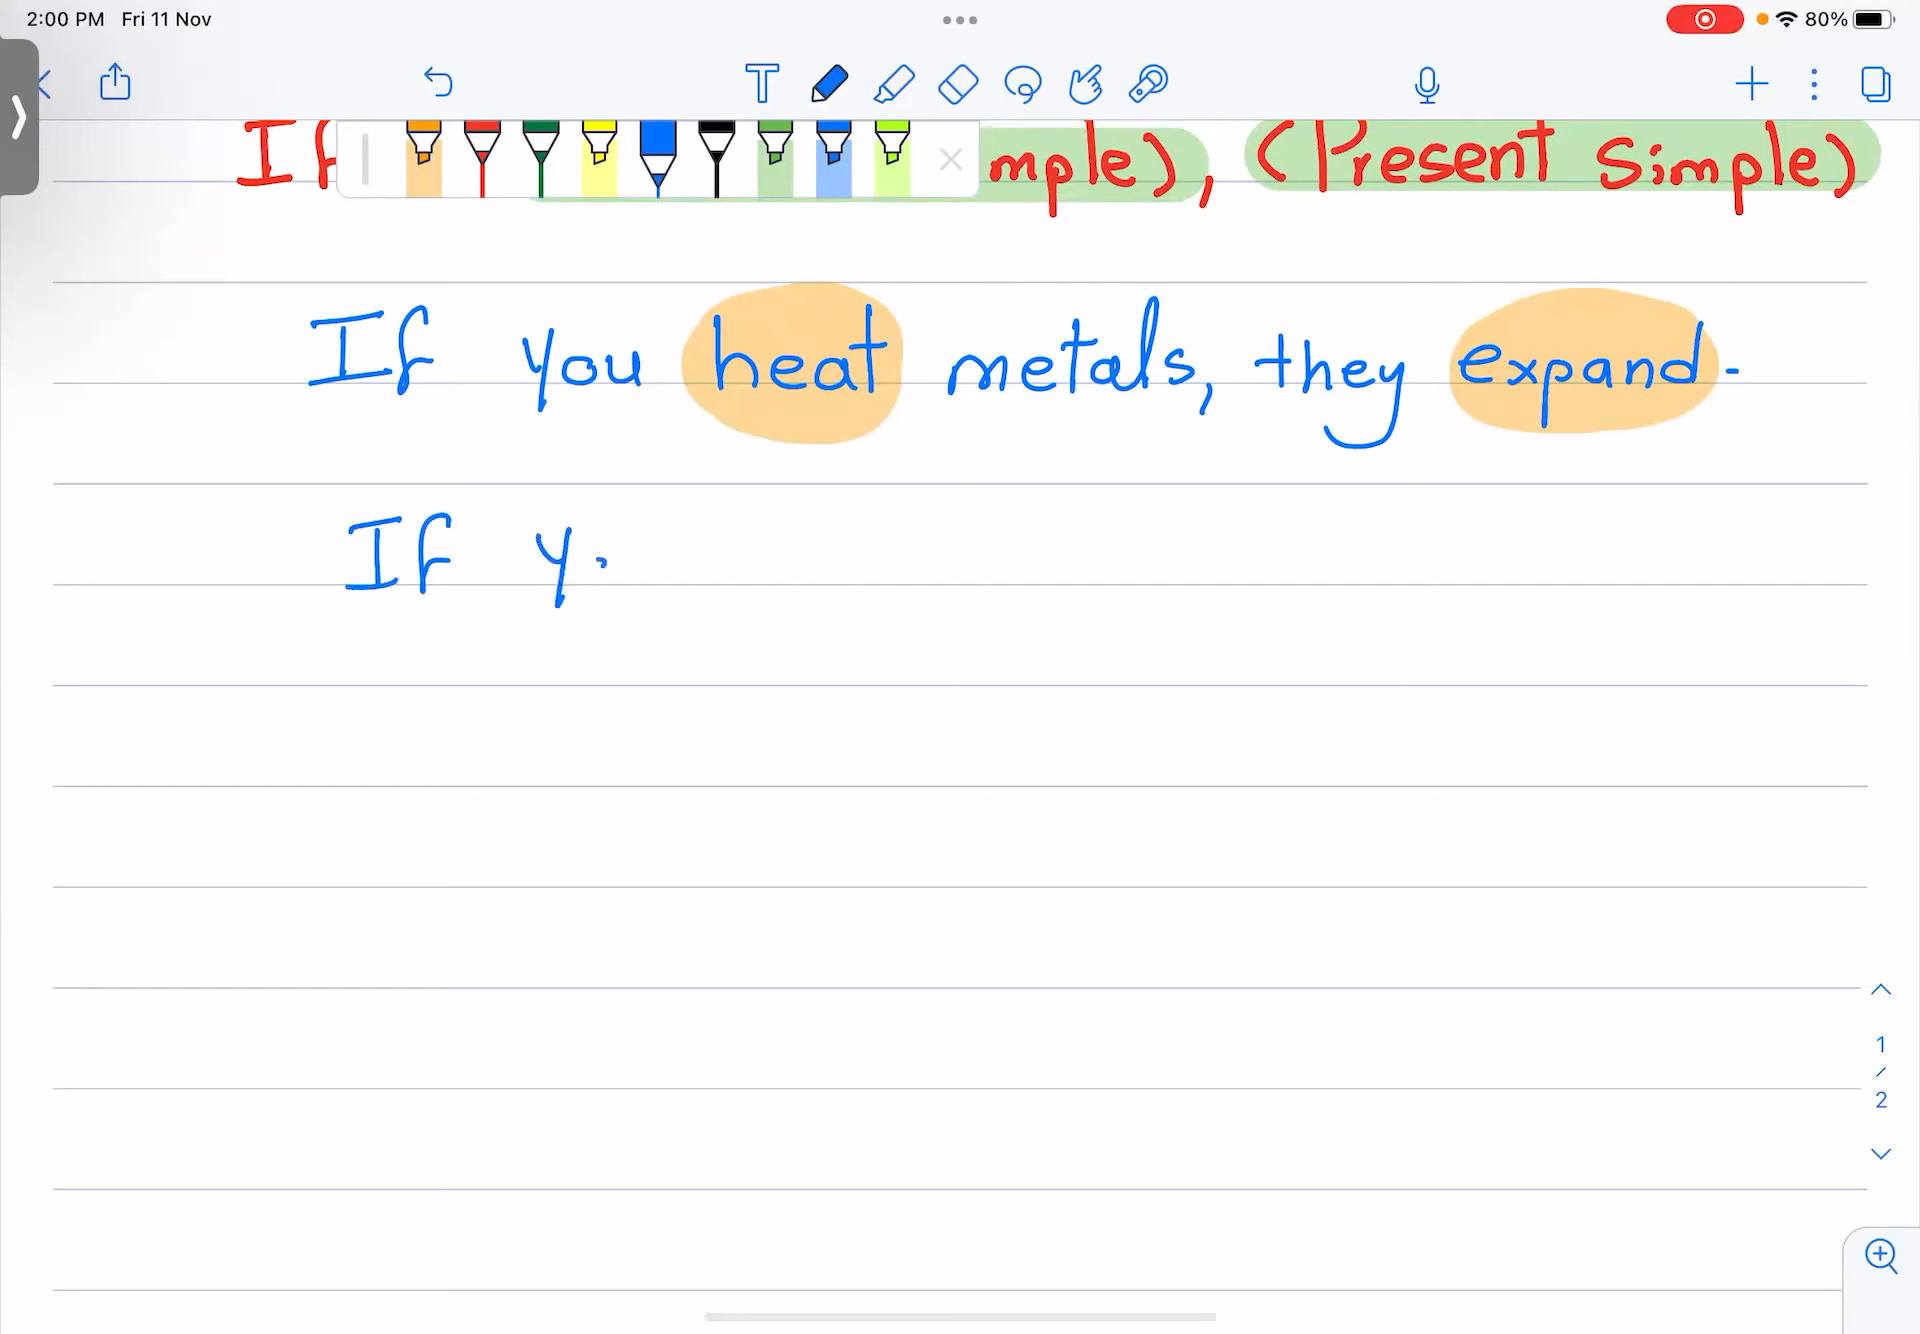 2:00 PM Fri 11 Nov
80%
If mple), (Present Simple)
If you heat metals, they expand.
If y
1
/
2